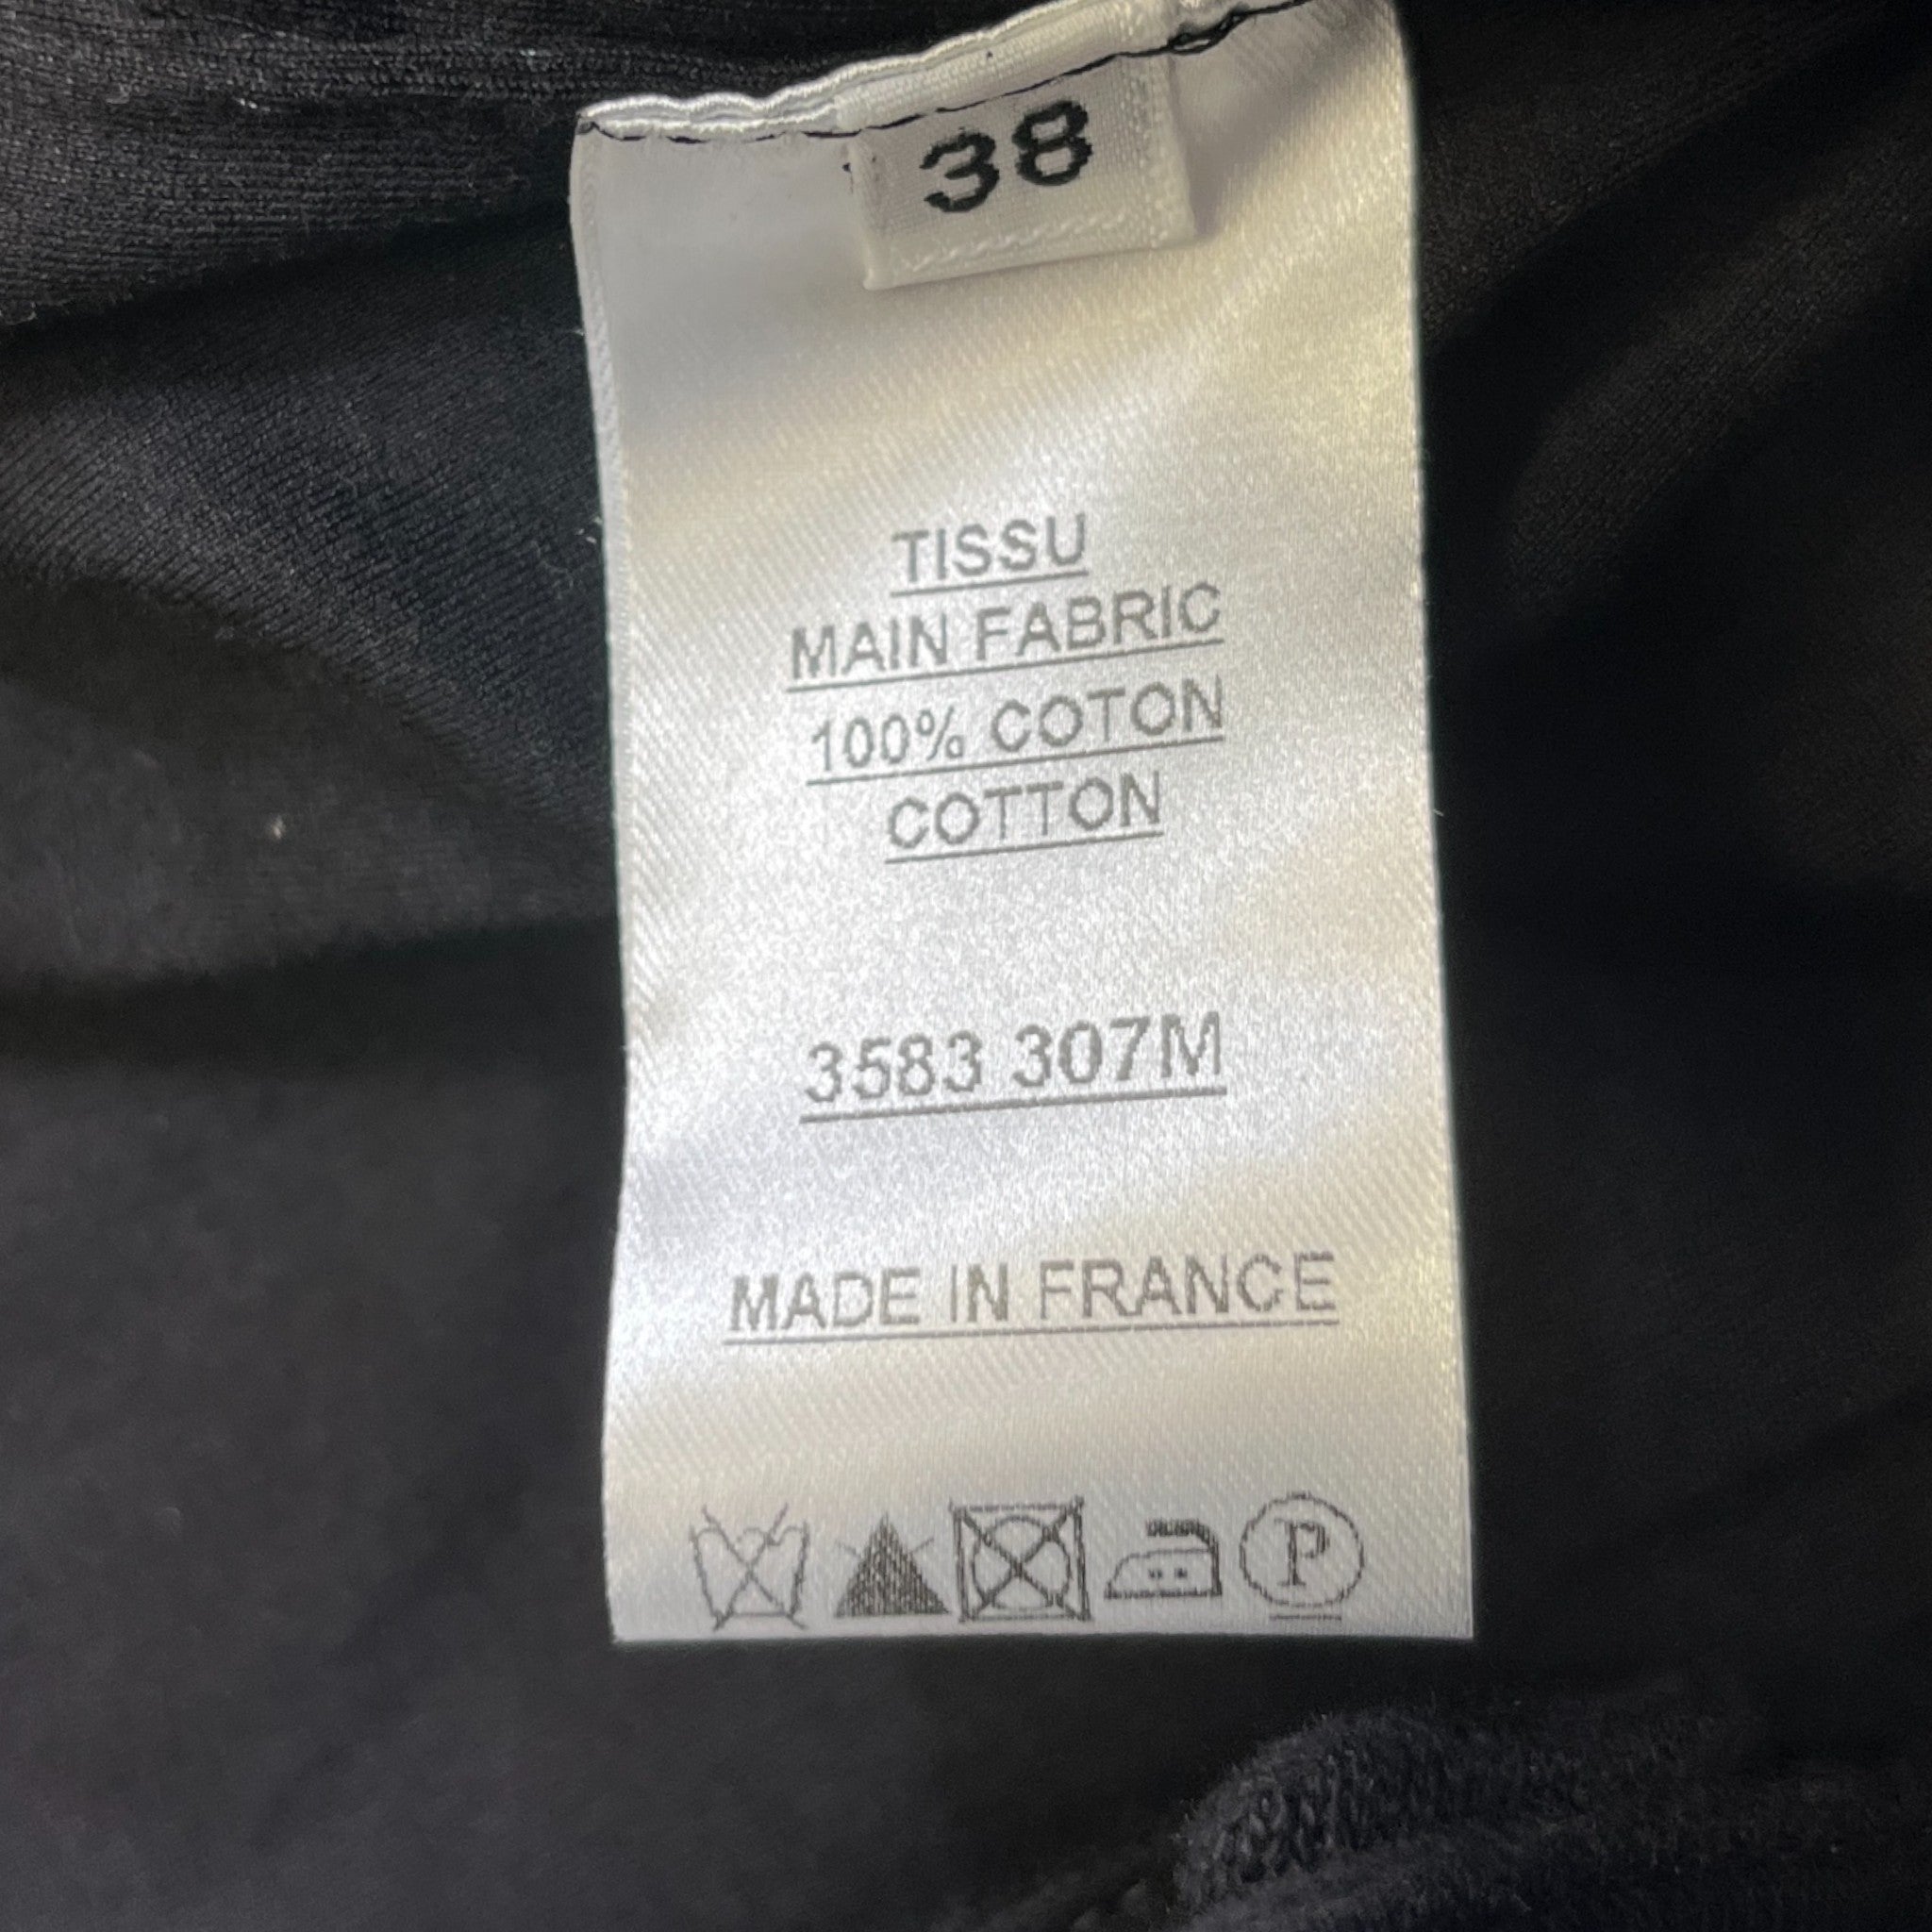 38
TISSU
MAIN FABRIC
100% COTON
COTTON
3583 307M
MADE IN FRANCE
P